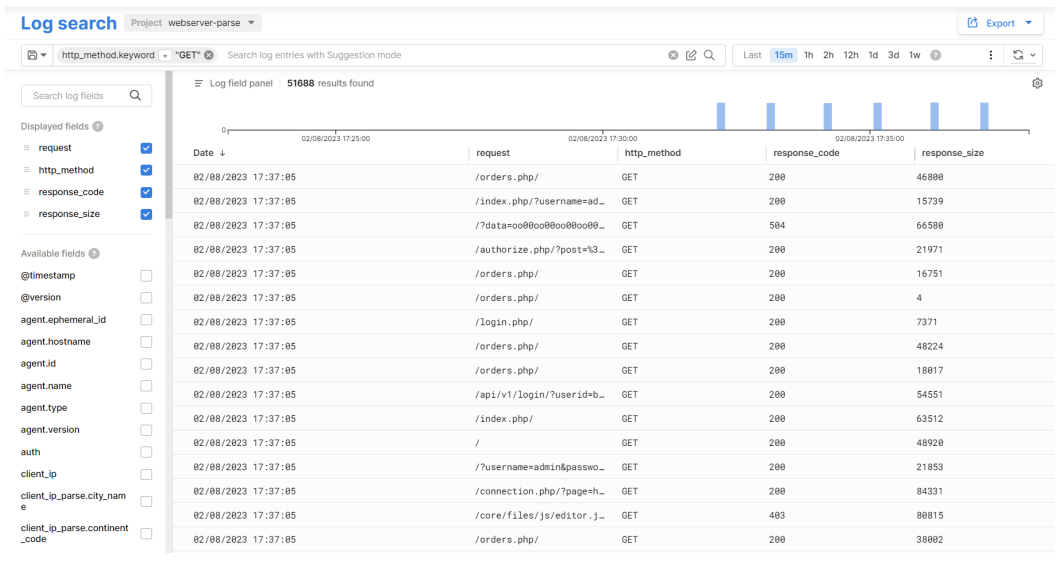 Log search Project webserver-parse Export
http_method.keyword = "GET" Search log entries with Suggestion mode Last 15m 1h 2h 12h 1d 3d 1w ?
Search log fields
Displayed fields ?
request
http_method
response_code
response_size
Available fields ?
@timestamp
@version
agent.ephemeral_id
agent.hostname
agent.id
agent.name
agent.type
agent.version
auth
client_ip
client_ip_parse.city_nam
e
client_ip_parse.continent
_code
Log field panel 51688 results found
0
02/08/2023 17:25:00 02/08/2023 17:30:00 02/08/2023 17:35:00
Date ↓ request http_method response_code response_size
02/08/2023 17:37:05 /orders.php/ GET 200 46800
02/08/2023 17:37:05 /index.php/?username=ad… GET 200 15739
02/08/2023 17:37:05 /?data=oo00oo00oo00oo00… GET 504 66580
02/08/2023 17:37:05 /authorize.php/?post=%3… GET 200 21971
02/08/2023 17:37:05 /orders.php/ GET 200 16751
02/08/2023 17:37:05 /orders.php/ GET 200 4
02/08/2023 17:37:05 /login.php/ GET 200 7371
02/08/2023 17:37:05 /orders.php/ GET 200 48224
02/08/2023 17:37:05 /orders.php/ GET 200 18017
02/08/2023 17:37:05 /api/v1/login/?userid=b… GET 200 54551
02/08/2023 17:37:05 /index.php/ GET 200 63512
02/08/2023 17:37:05 / GET 200 48920
02/08/2023 17:37:05 /?username=admin&passwo… GET 200 21853
02/08/2023 17:37:05 /connection.php/?page=h… GET 200 84331
02/08/2023 17:37:05 /core/files/js/editor.j… GET 403 80815
02/08/2023 17:37:05 /orders.php/ GET 200 38002